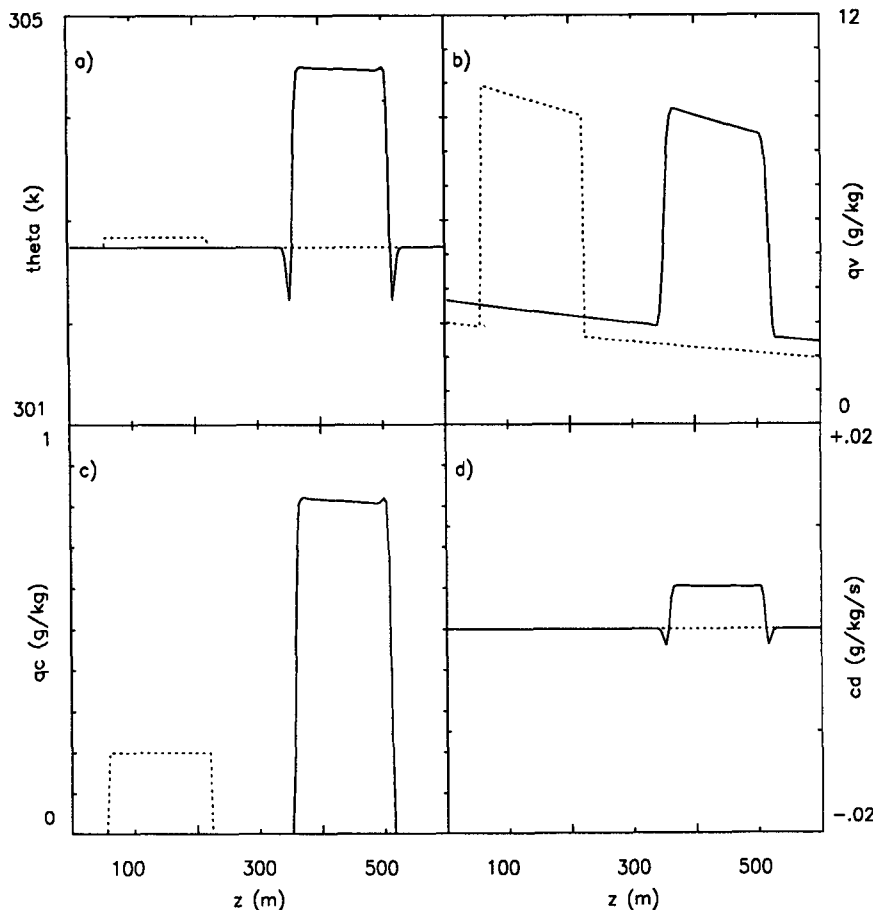 305
a)
theta (k)
301
12
b)
qv (g/kg)
0
1
c)
qc (g/kg)
0
100
300
500
z (m)
+.02
d)
cd (g/kg/s)
-.02
100
300
500
z (m)